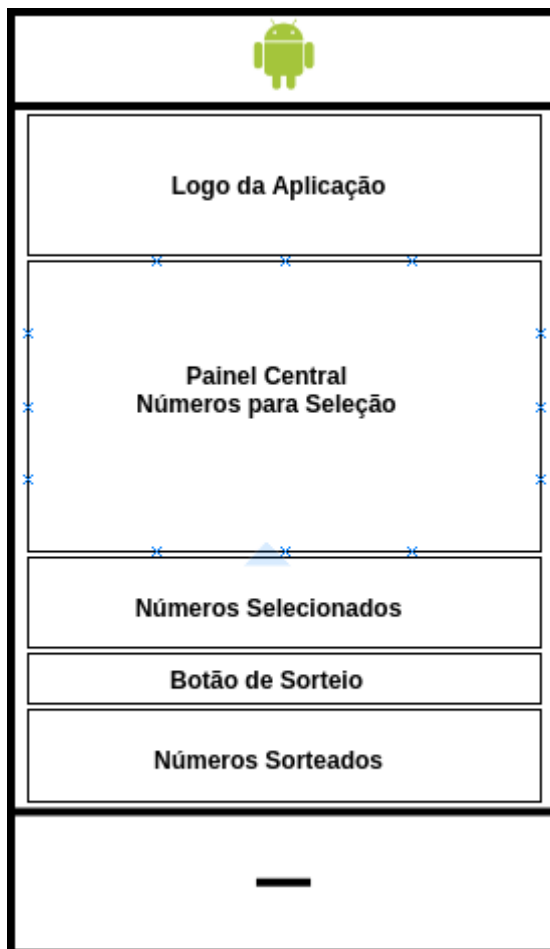 Logo da Aplicação
Painel Central
Números para Seleção
Números Selecionados
Botão de Sorteio
Números Sorteados